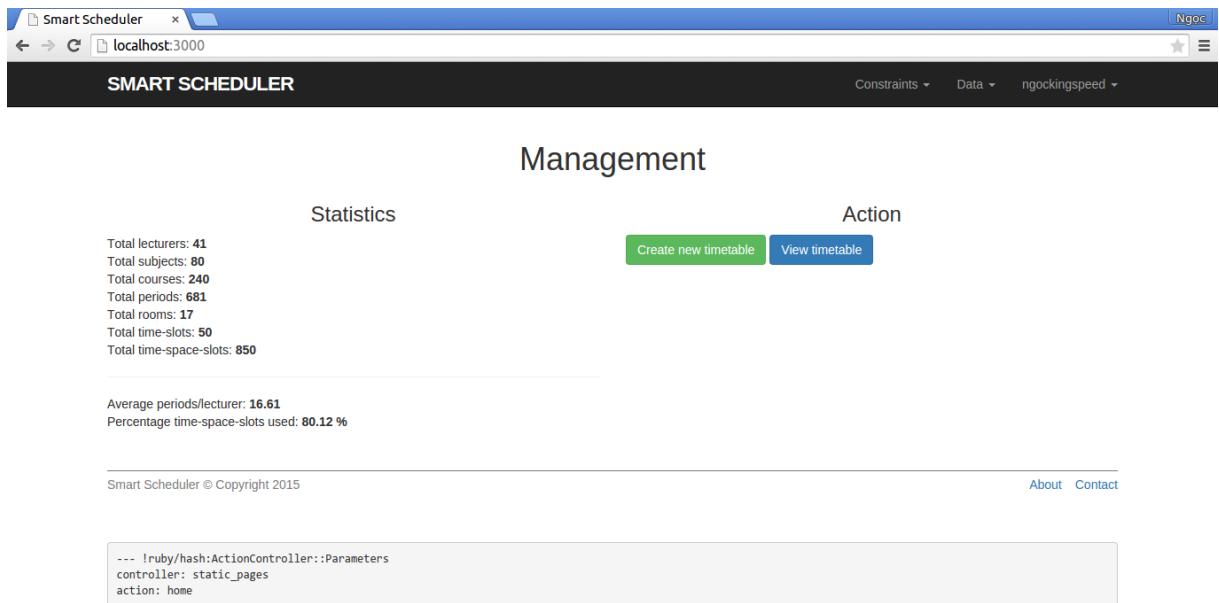 Smart Scheduler
Ngoc
localhost:3000
SMART SCHEDULER
Constraints
Data
ngockingspeed
Management
Statistics
Total lecturers: 41
Total subjects: 80
Total courses: 240
Total periods: 681
Total rooms: 17
Total time-slots: 50
Total time-space-slots: 850
Average periods/lecturer: 16.61
Percentage time-space-slots used: 80.12 %
Action
Create new timetable
View timetable
Smart Scheduler © Copyright 2015
About
Contact
--- !ruby/hash:ActionController::Parameters
controller: static_pages
action: home